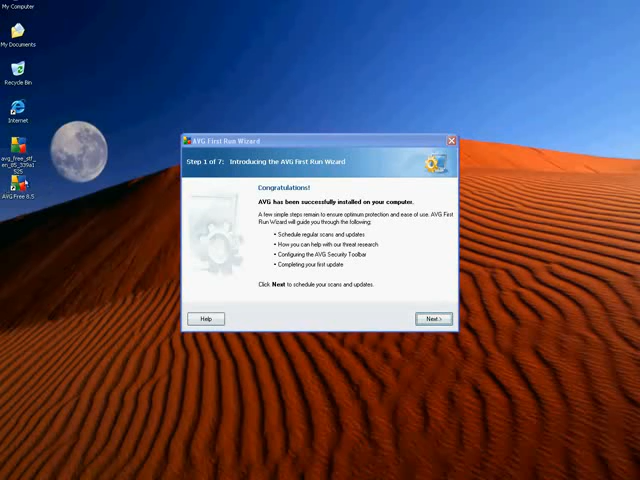 My Computer
My Documents
Recycle Bin
Internet
avg_free_stf_
en_85_339a1
525
AVG Free 8.5
AVG First Run Wizard
Step 1 of 7: Introducing the AVG First Run Wizard
Congratulations!
AVG has been successfully installed on your computer.
A few simple steps remain to ensure optimum protection and ease of use. AVG First
Run Wizard will guide you through the following:
• Schedule regular scans and updates
• How you can help with our threat research
• Configuring the AVG Security Toolbar
• Completing your first update
Click Next to schedule your scans and updates.
Help
Next >